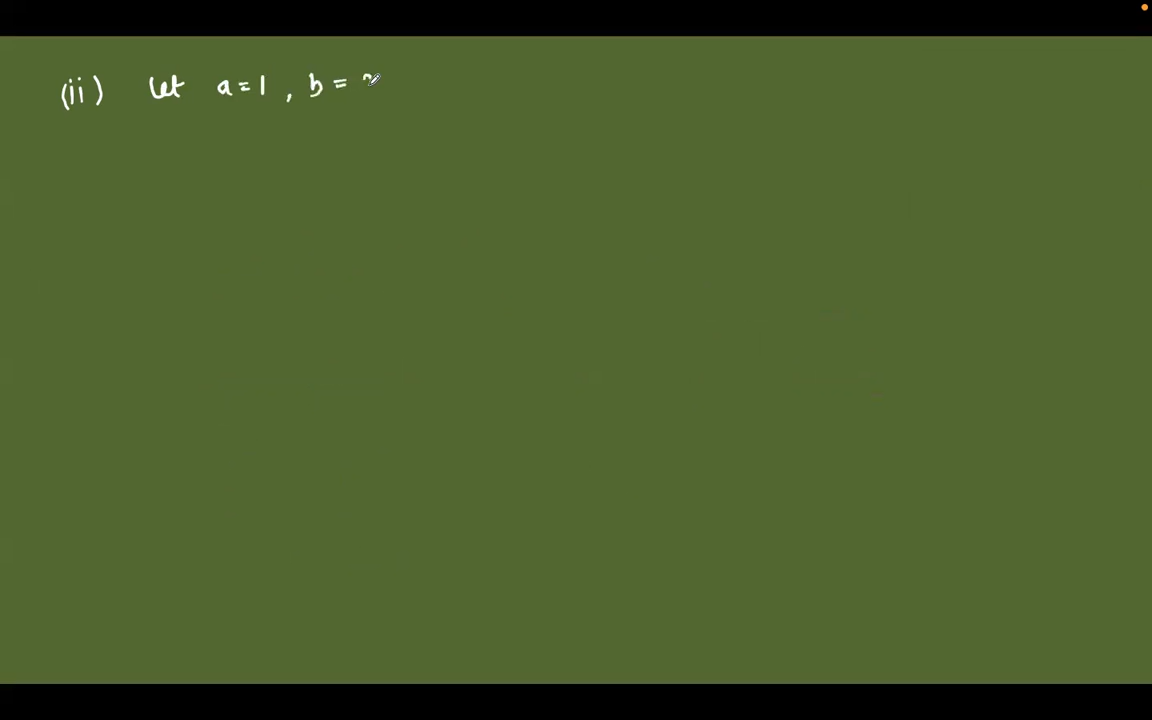 (ii) Let a = 1 , b =